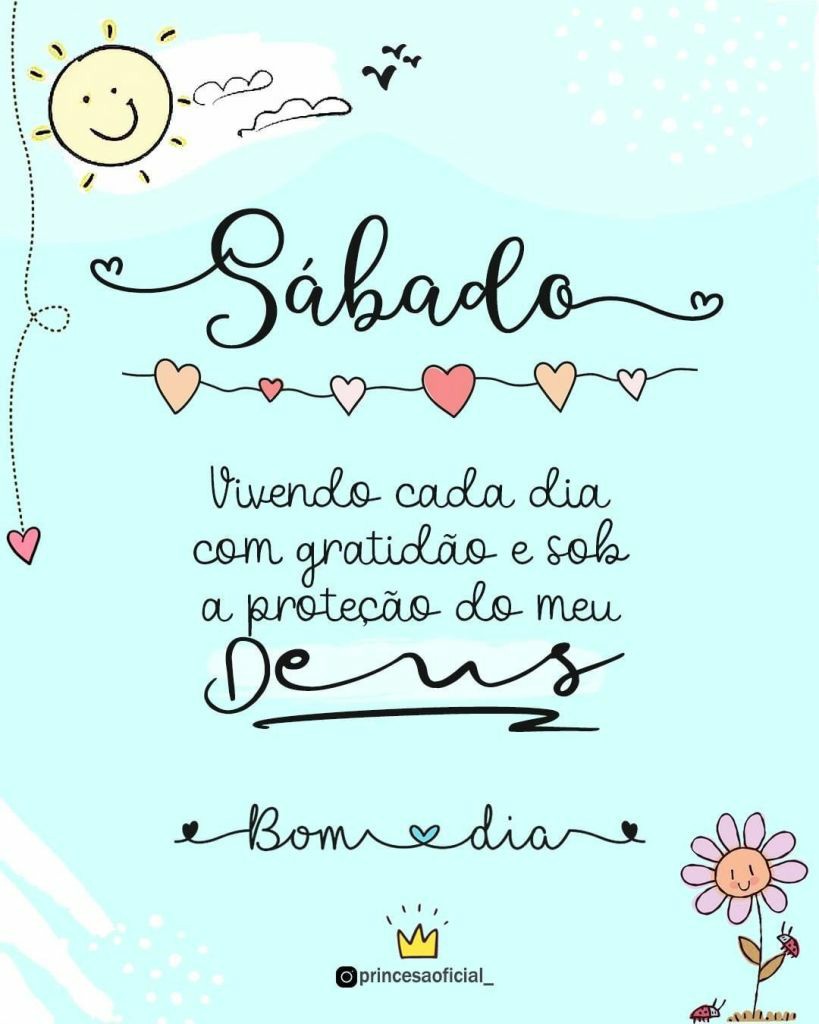 Sábado
Vivendo cada dia
com gratidão e sob
a proteção do meu
Deus
Bom dia
princesaoficial_